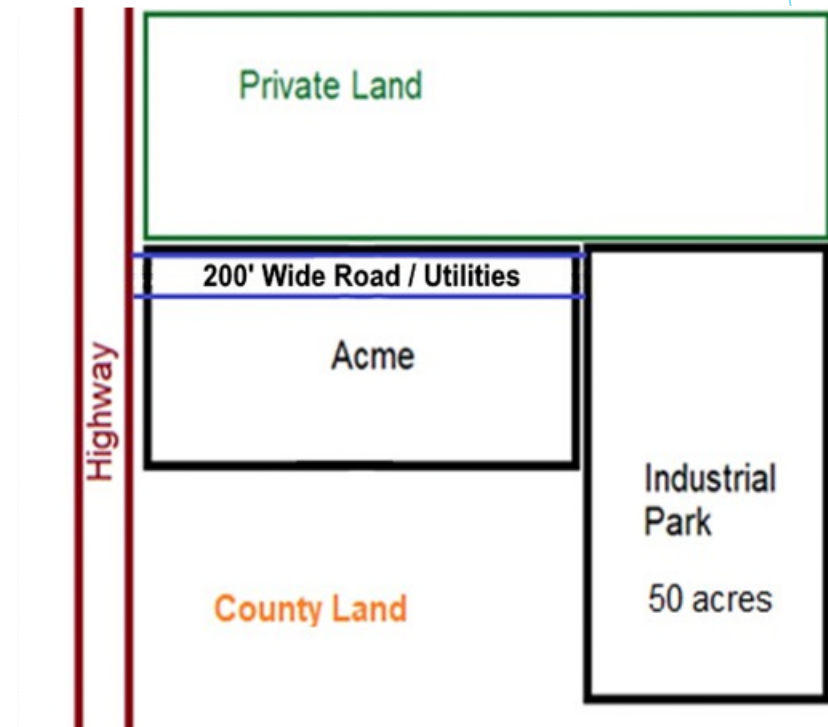 Private Land
200' Wide Road / Utilities
Acme
Highway
Industrial
Park
50 acres
County Land